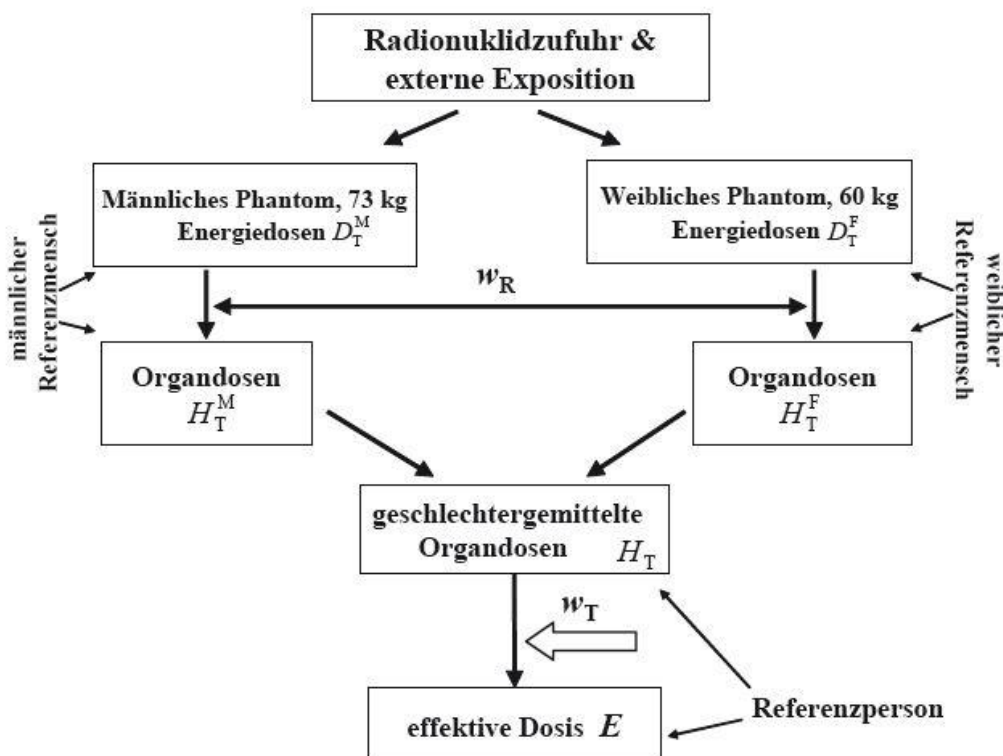 Radionuklidzufuhr &
externe Exposition
Männliches Phantom, 73 kg
Energiedosen D_T^M
Weibliches Phantom, 60 kg
Energiedosen D_T^F
männlicher
Referenzmensch
w_R
weiblicher
Referenzmensch
Organdosen
H_T^M
Organdosen
H_T^F
geschlechtergemittelte
Organdosen H_T
w_T
effektive Dosis E
Referenzperson